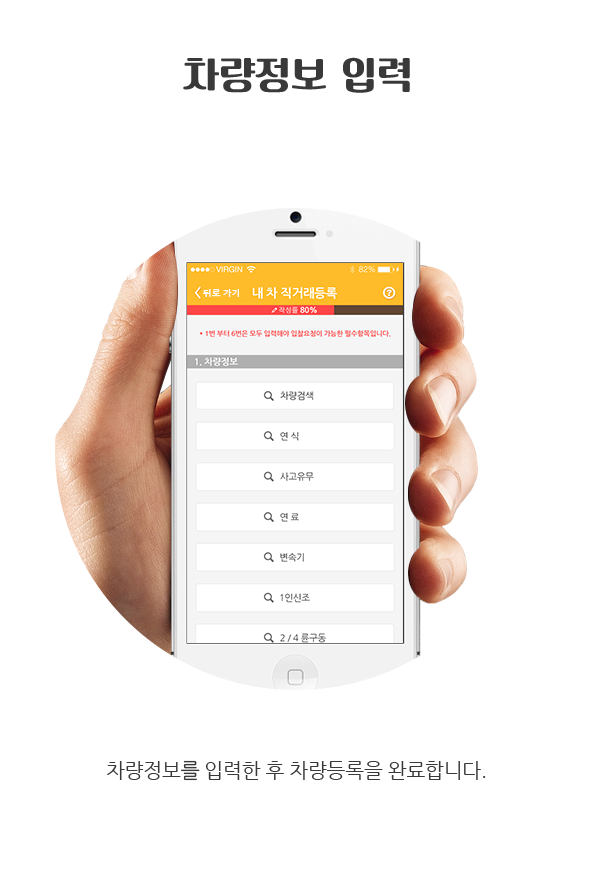 차량정보 입력
VIRGIN 82%
뒤로 가기 내 차 직거래등록 ?
작성률 80%
• 1번 부터 6번은 모두 입력해야 입찰요청이 가능한 필수항목입니다.
1. 차량정보
차량검색
연 식
사고유무
연 료
변속기
1인신조
2 / 4 륜구동
차량정보를 입력한 후 차량등록을 완료합니다.